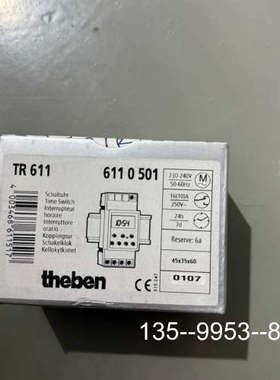 TR 611
611 0 501
Schaltuhr
Time Switch
Interrupteur
horaire
Interruttore
orario
Kopplingsur
Schakelklok
Kellokytkimet
230-240V
50-60Hz
M
16(10)A
250V~
24h
7d
Reserve: 6a
45x35x60
0107
theben
135--9953--8